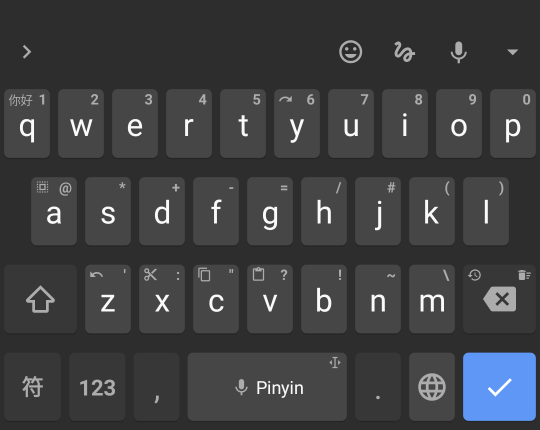 你好 1 2 3 4 5 6 7 8 9 0
q w e r t y u i o p
@ * + - = / # ( )
a s d f g h j k l
' : " ? ! ~ \
z x c v b n m
符 123 , Pinyin .